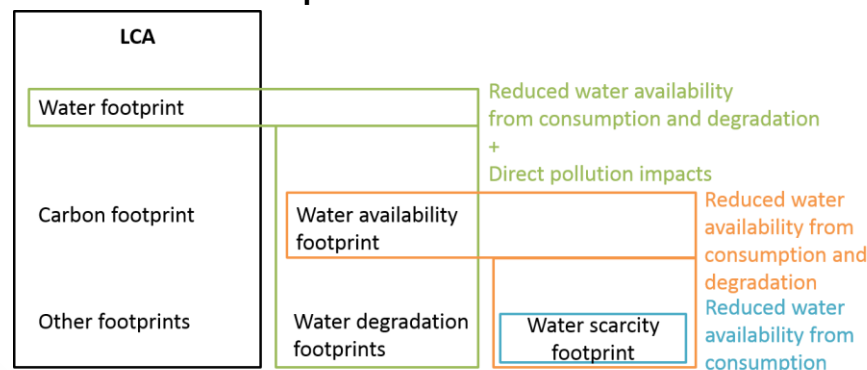 LCA
Water footprint
Reduced water availability
from consumption and degradation
+
Direct pollution impacts
Carbon footprint
Water availability
footprint
Reduced water
availability from
consumption and
degradation
Other footprints
Water degradation
footprints
Water scarcity
footprint
Reduced water
availability from
consumption